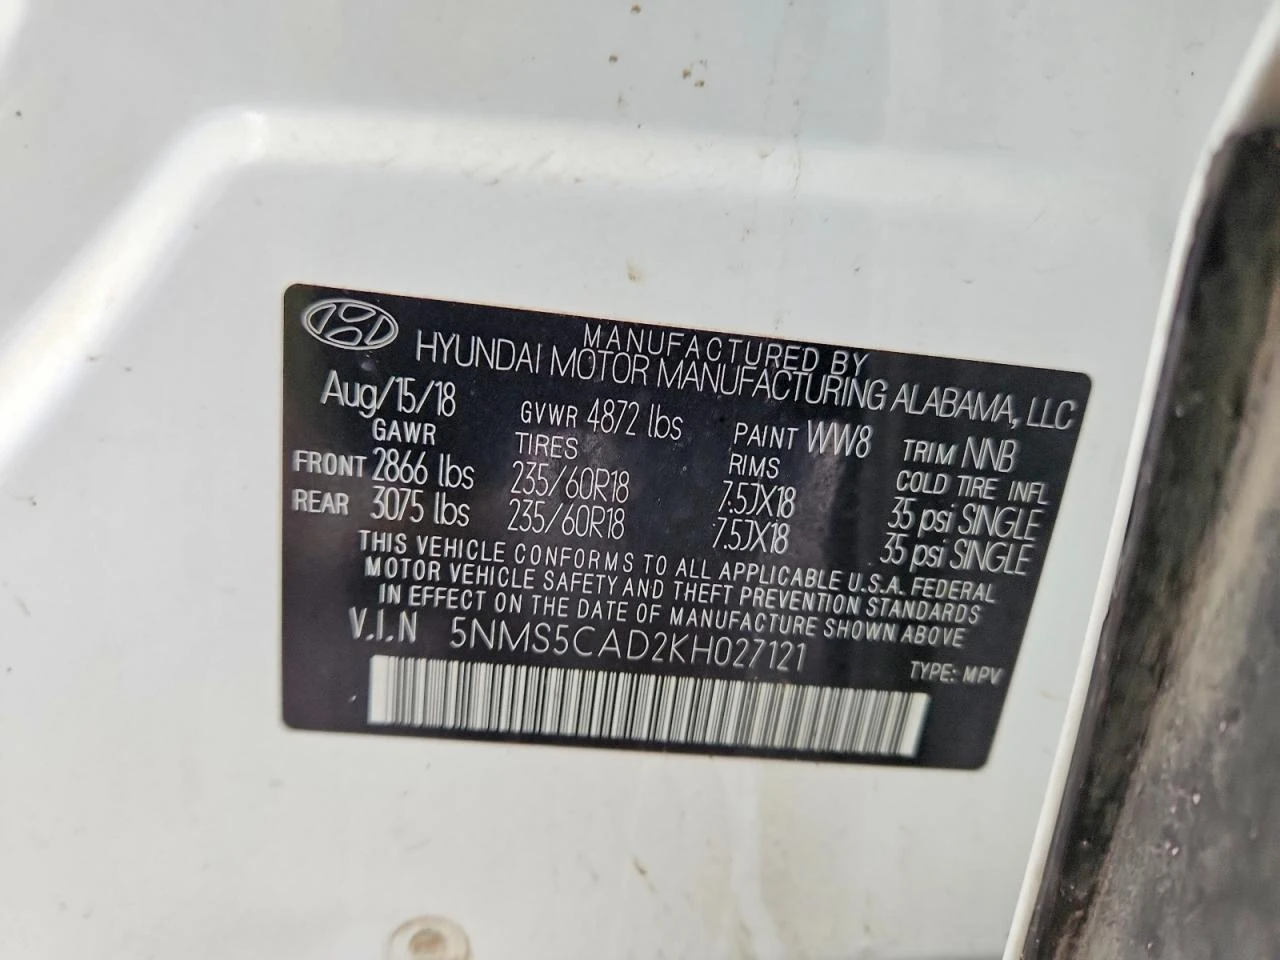 MANUFACTURED BY
HYUNDAI MOTOR MANUFACTURING ALABAMA, LLC
Aug/15/18 GVWR 4872 lbs PAINT WW8 TRIM NNB
GAWR TIRES RIMS COLD TIRE INFL
FRONT 2866 lbs 235/60R18 7.5JX18 35 psi SINGLE
REAR 3075 lbs 235/60R18 7.5JX18 35 psi SINGLE
THIS VEHICLE CONFORMS TO ALL APPLICABLE U.S.A. FEDERAL
MOTOR VEHICLE SAFETY AND THEFT PREVENTION STANDARDS
IN EFFECT ON THE DATE OF MANUFACTURE SHOWN ABOVE
V.I.N 5NMS5CAD2KH027121 TYPE: MPV